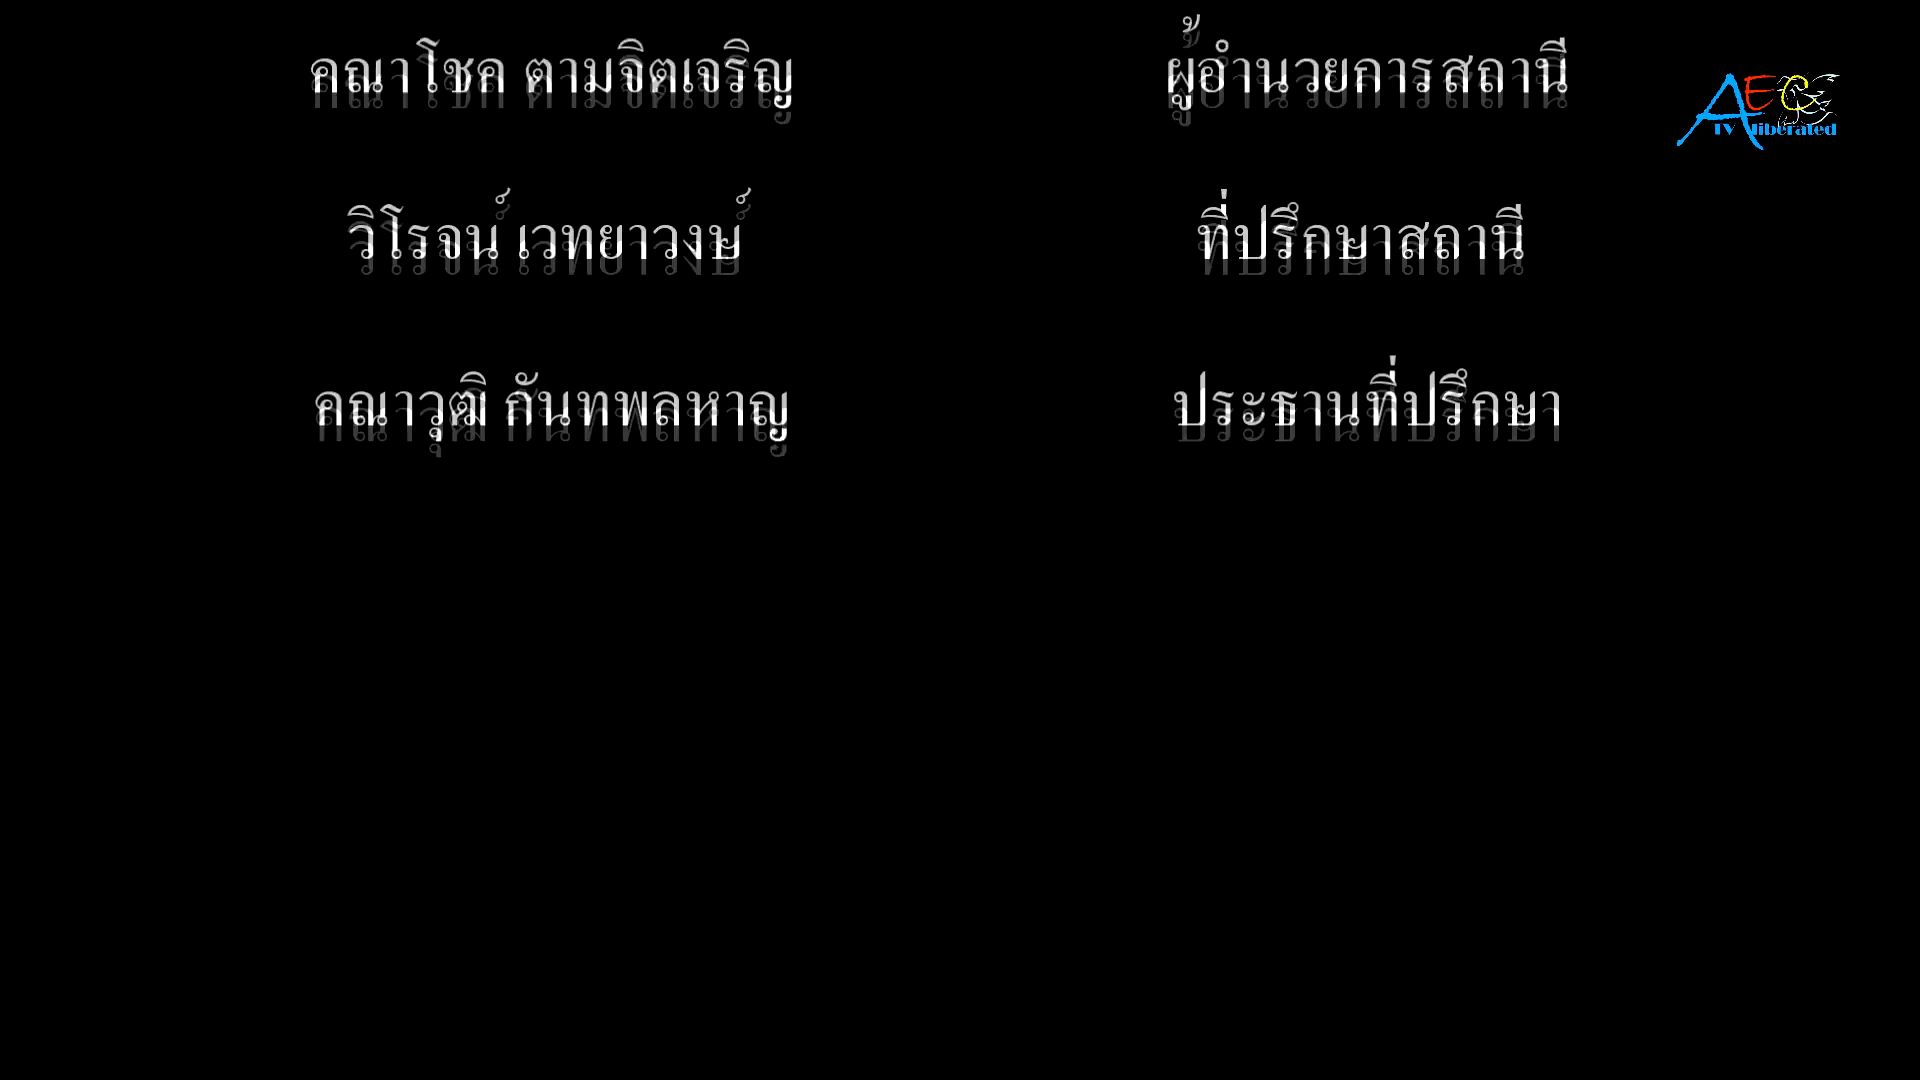 คณาโชค ตามจิตเจริญ ผู้อำนวยการสถานี
AEC
TV liberated
วิโรจน์ เวทยาวงษ์ ที่ปรึกษาสถานี
คณาวุฒิ กันทพลหาญ ประธานที่ปรึกษา